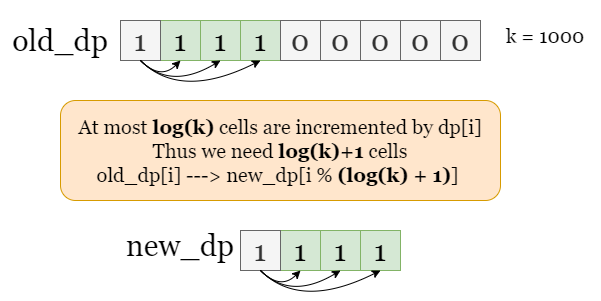 old_dp 1 1 1 1 0 0 0 0 0 k = 1000
At most log(k) cells are incremented by dp[i]
Thus we need log(k)+1 cells
old_dp[i] ---> new_dp[i % (log(k) + 1)]
new_dp 1 1 1 1